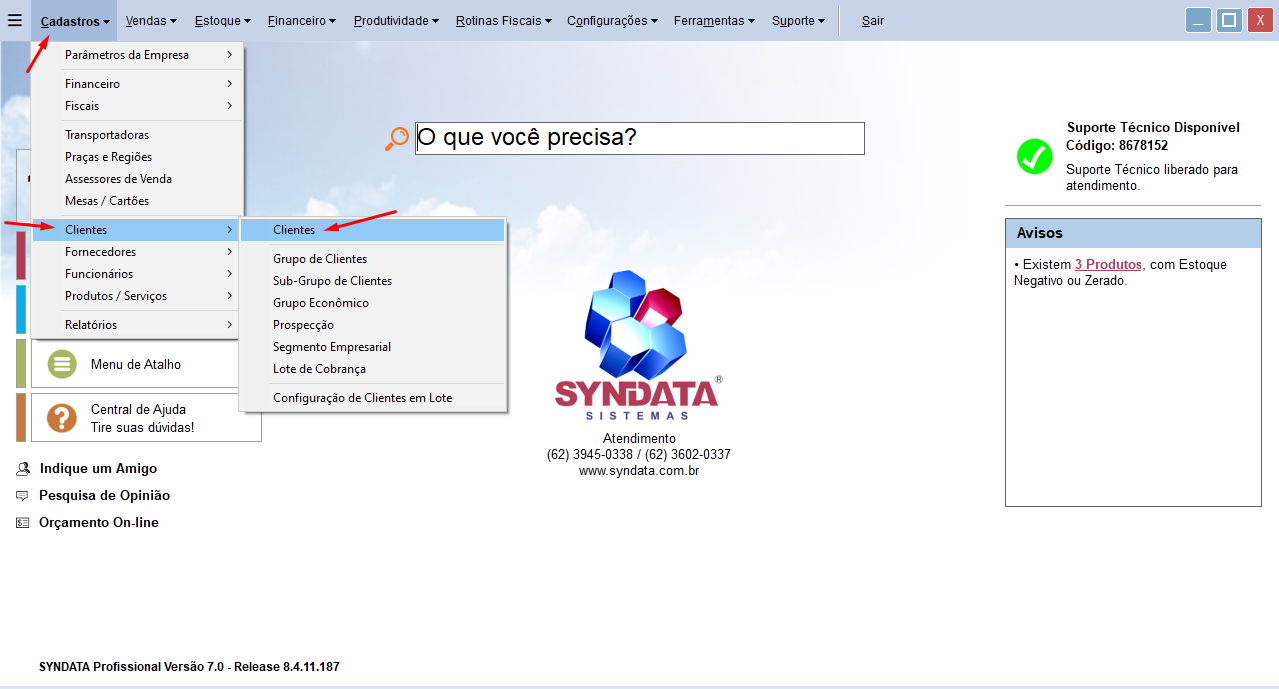 Cadastros
Vendas
Estoque
Financeiro
Produtividade
Rotinas Fiscais
Configurações
Ferramentas
Suporte
Sair
X
Parâmetros da Empresa
Financeiro
Fiscais
Transportadoras
Praças e Regiões
Assessores de Venda
Mesas / Cartões
Clientes
Fornecedores
Funcionários
Produtos / Serviços
Relatórios
Clientes
Grupo de Clientes
Sub-Grupo de Clientes
Grupo Econômico
Prospecção
Segmento Empresarial
Lote de Cobrança
Configuração de Clientes em Lote
Menu de Atalho
Central de Ajuda
Tire suas dúvidas!
Indique um Amigo
Pesquisa de Opinião
Orçamento On-line
O que você precisa?
SYNDATA®
SISTEMAS
Atendimento
(62) 3945-0338 / (62) 3602-0337
www.syndata.com.br
Suporte Técnico Disponível
Código: 8678152
Suporte Técnico liberado para
atendimento.
Avisos
• Existem 3 Produtos, com Estoque
Negativo ou Zerado.
SYNDATA Profissional Versão 7.0 - Release 8.4.11.187